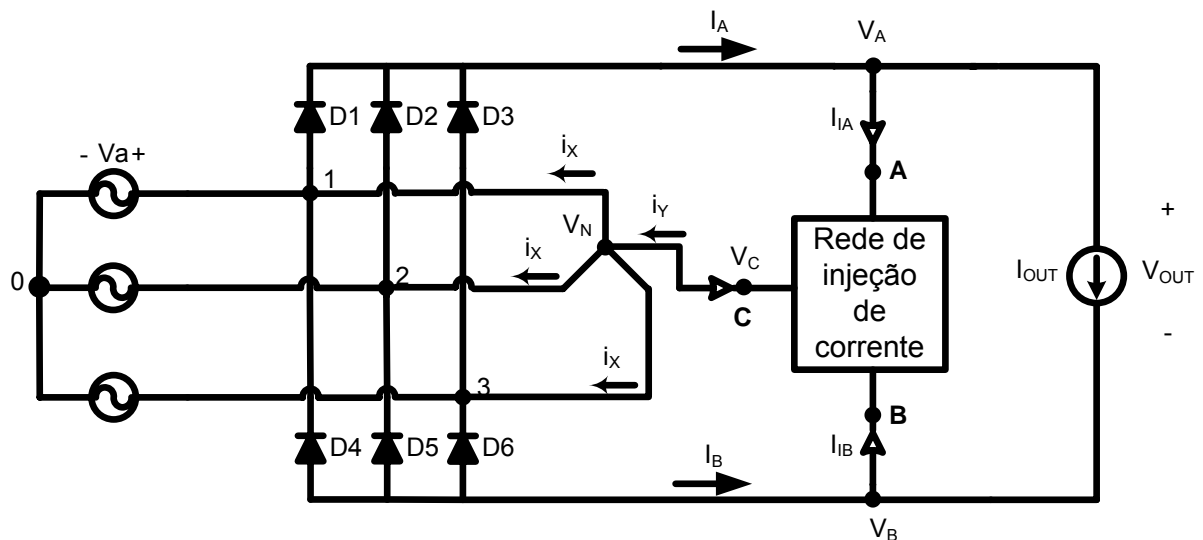 I_A
V_A
D1
D2
D3
I_IA
- Va+
i_X
A
1
i_Y
+
V_N
V_C
Rede de
injeção
de
corrente
i_X
0
2
I_OUT
V_OUT
C
-
i_X
3
B
D4
D5
D6
I_IB
I_B
V_B